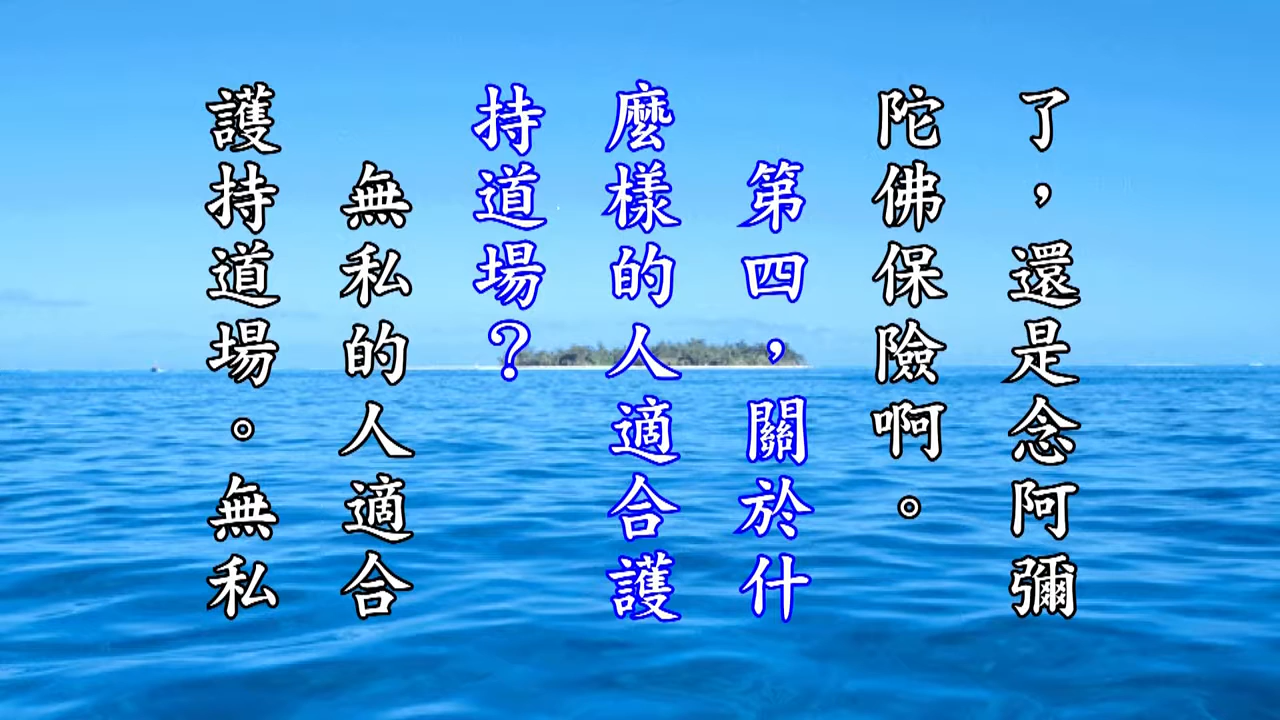 了，還是念阿彌
陀佛保險啊。
第四，關於什
麼樣的人適合護
持道場？
無私的人適合
護持道場。無私